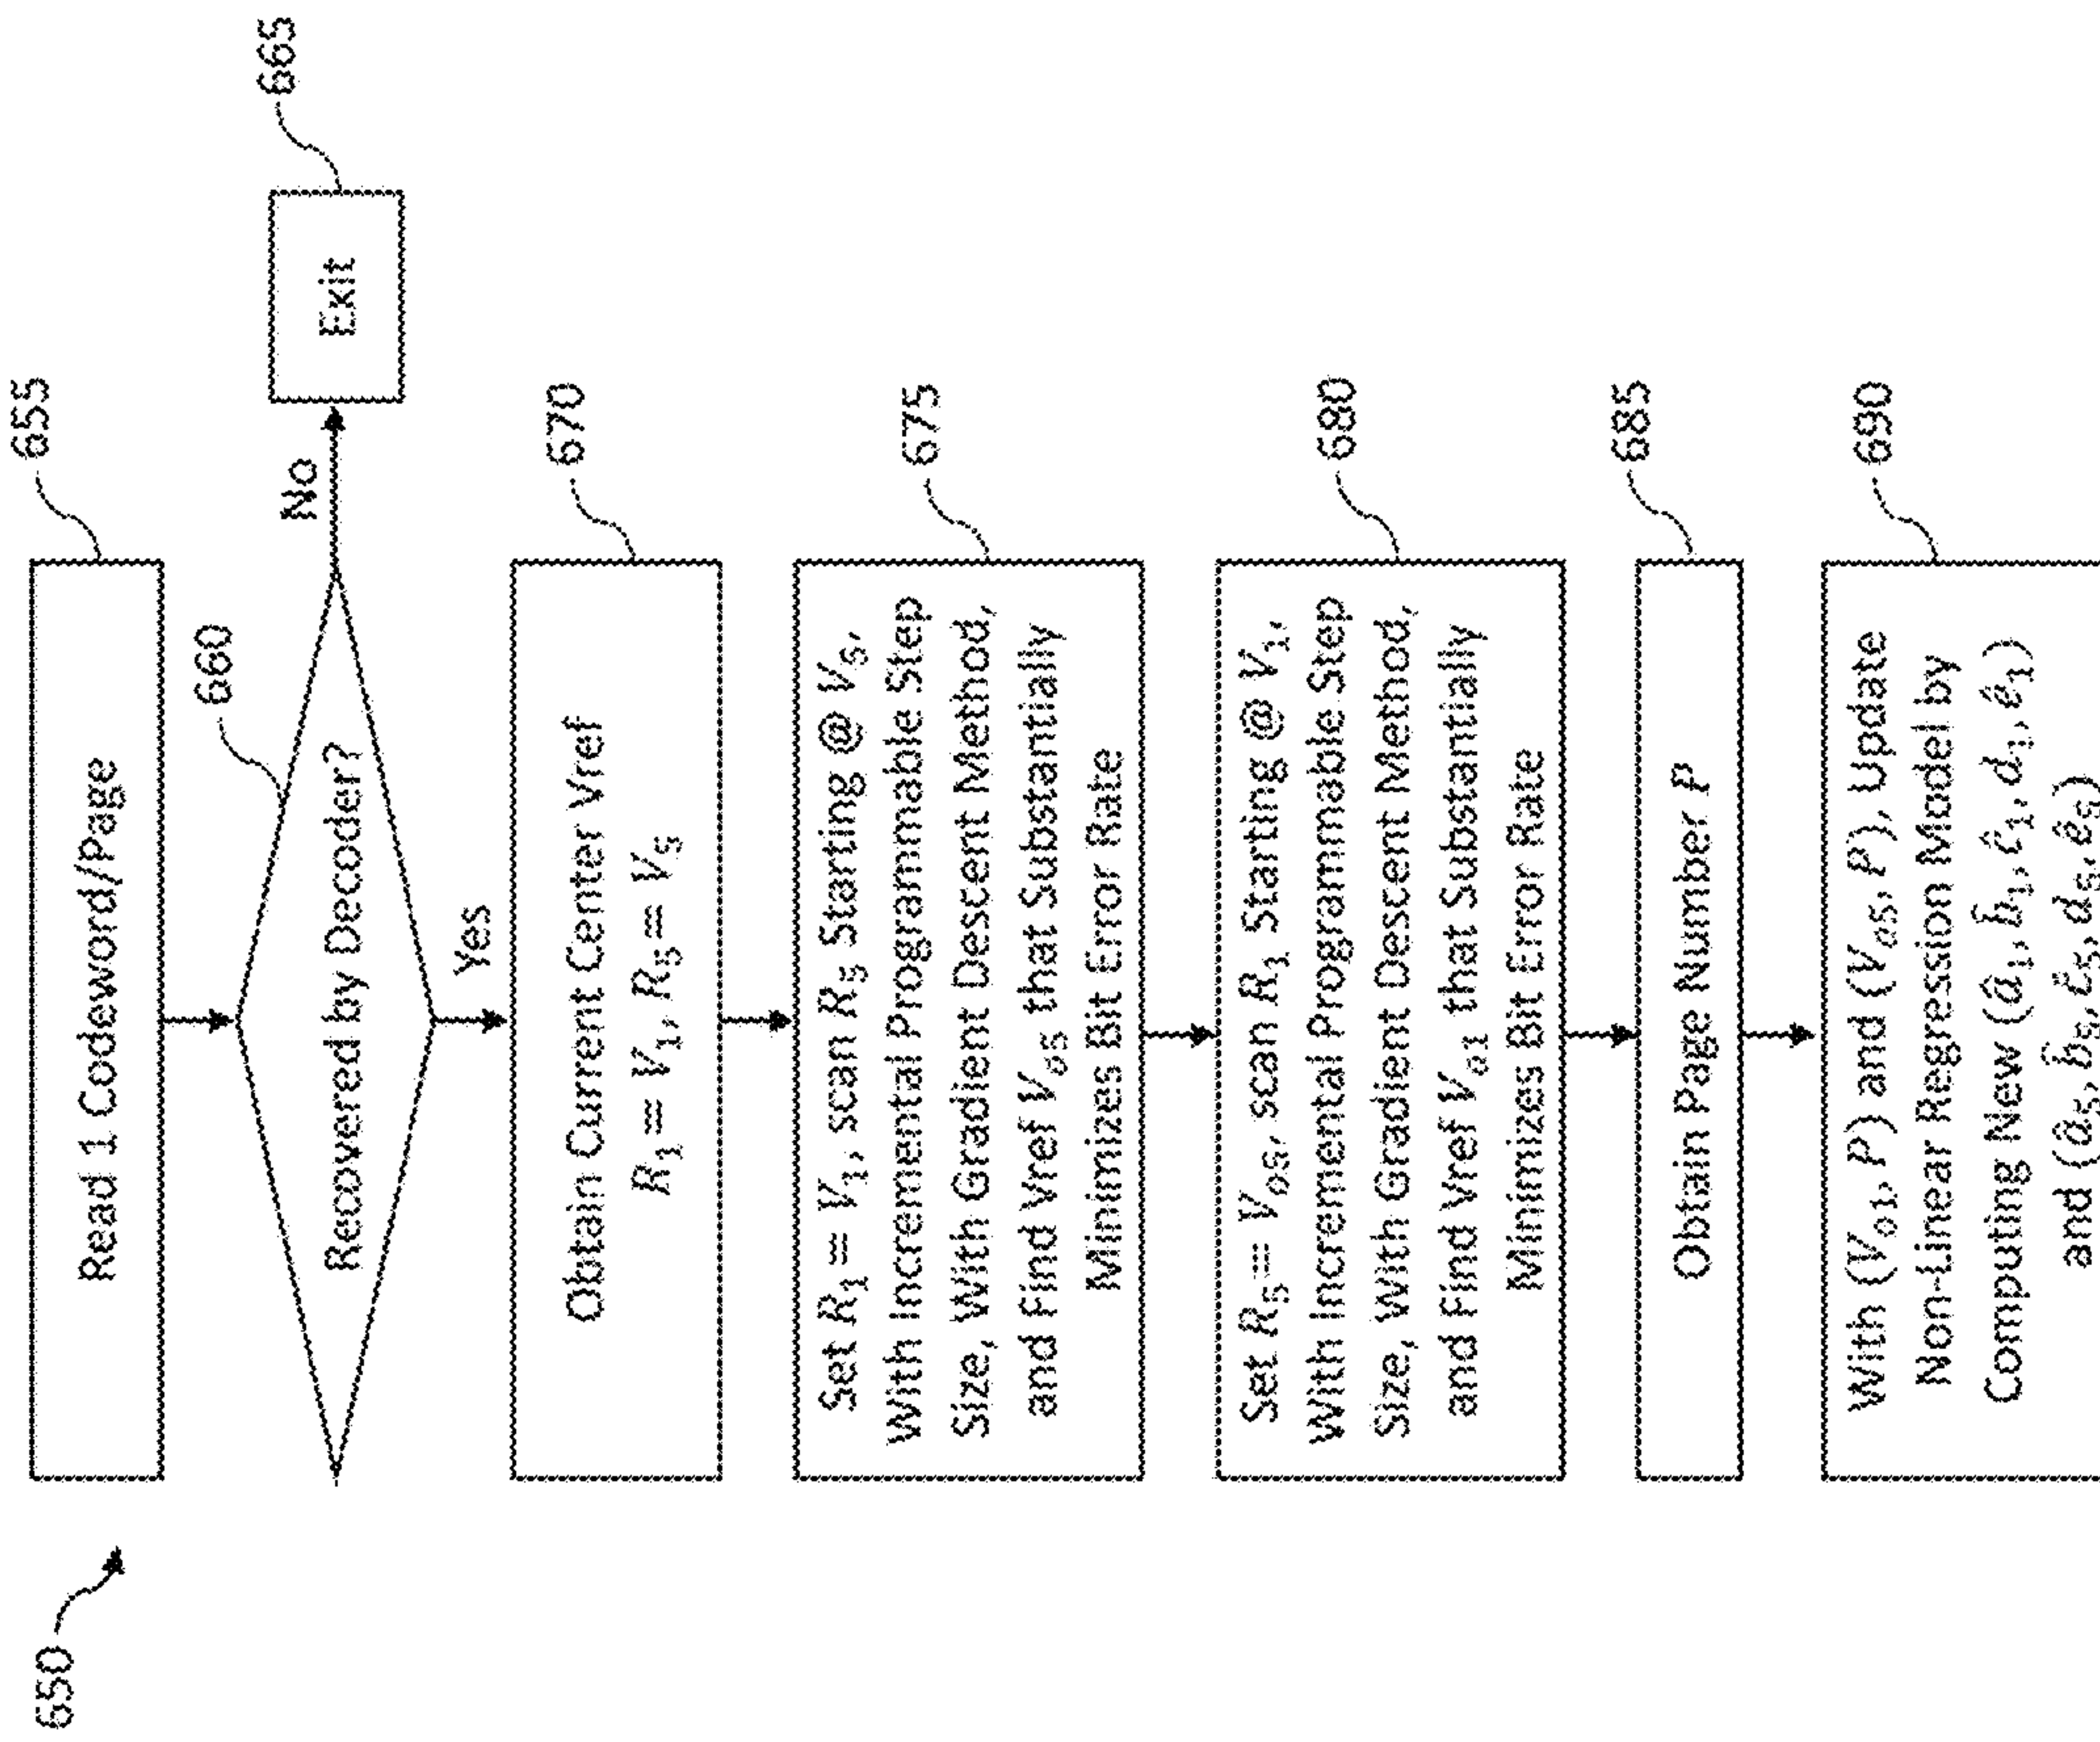 650
Read 1 Codeword/Page
655
660
Recovered by Decoder?
No
Exit
665
Yes
Obtain Current Center Vref
R₁ = V₁, R₅ = V₅
670
Set R₁ = V₁, scan R₅ Starting @ V₅,
With Incremental Programmable Step
Size, With Gradient Descent Method,
and Find Vref Vₒ₅ that Substantially
Minimizes Bit Error Rate
675
Set R₅ = Vₒ₅, scan R₁ Starting @ V₁,
With Incremental Programmable Step
Size, With Gradient Descent Method,
and Find Vref Vₒ₁ that Substantially
Minimizes Bit Error Rate
680
Obtain Page Number P
685
With (Vₒ₁, P) and (Vₒ₅, P), Update
Non-Linear Regression Model by
Computing New (â₁, b̂₁, ĉ₁, d₁, ê₁)
and (â₅, b̂₅, ĉ₅, d₅, ê₅)
690